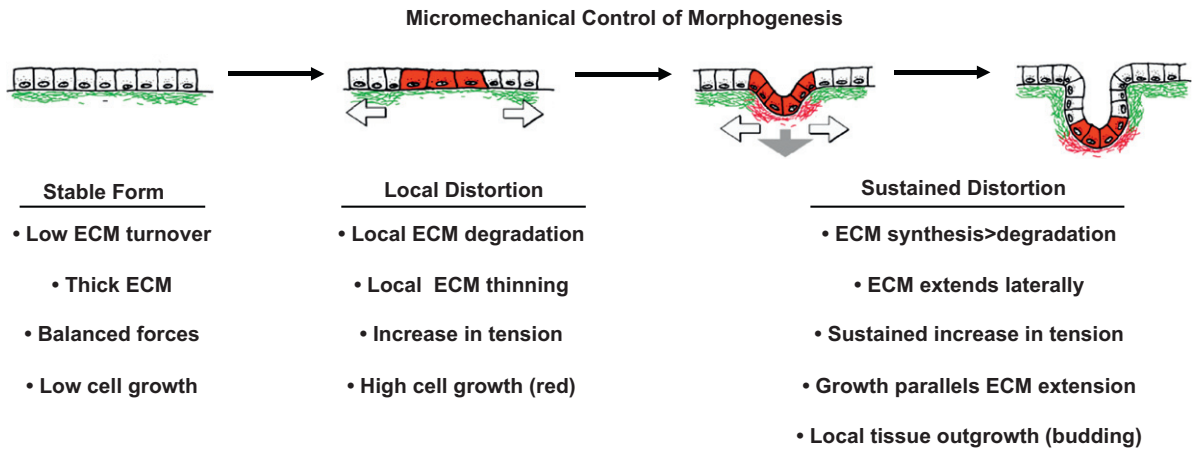 Micromechanical Control of Morphogenesis
Stable Form
• Low ECM turnover
• Thick ECM
• Balanced forces
• Low cell growth
Local Distortion
• Local ECM degradation
• Local  ECM thinning
• Increase in tension
• High cell growth (red)
Sustained Distortion
• ECM synthesis>degradation
• ECM extends laterally
• Sustained increase in tension
• Growth parallels ECM extension
• Local tissue outgrowth (budding)